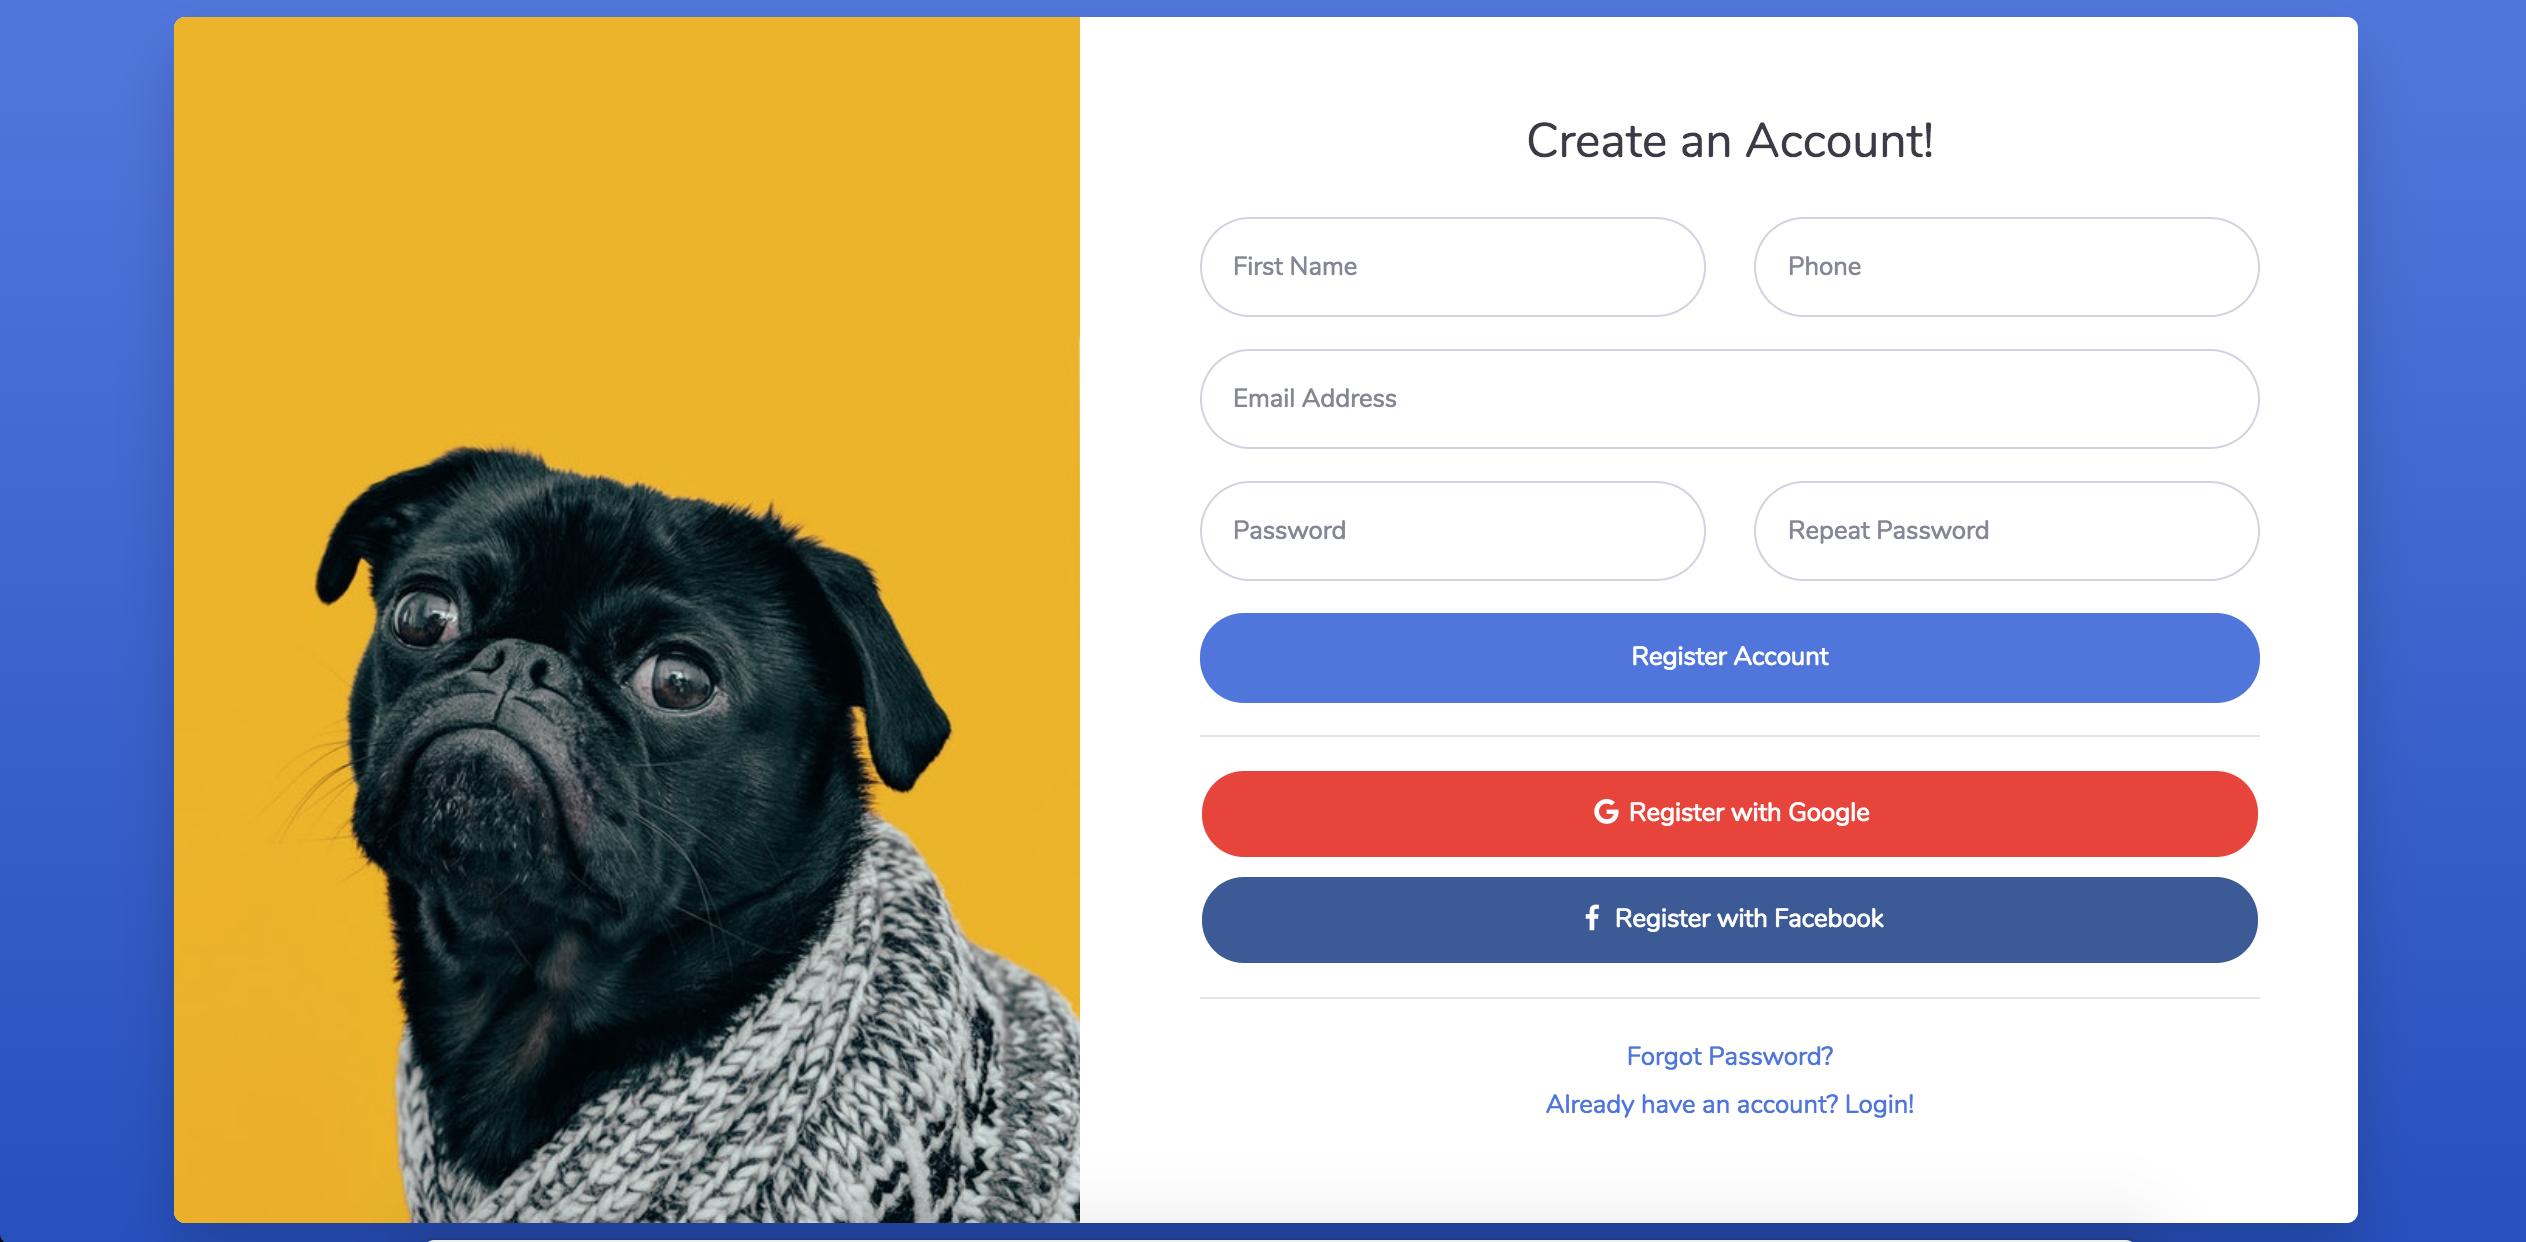 Create an Account!
First Name
Phone
Email Address
Password
Repeat Password
Register Account
Register with Google
Register with Facebook
Forgot Password?
Already have an account? Login!